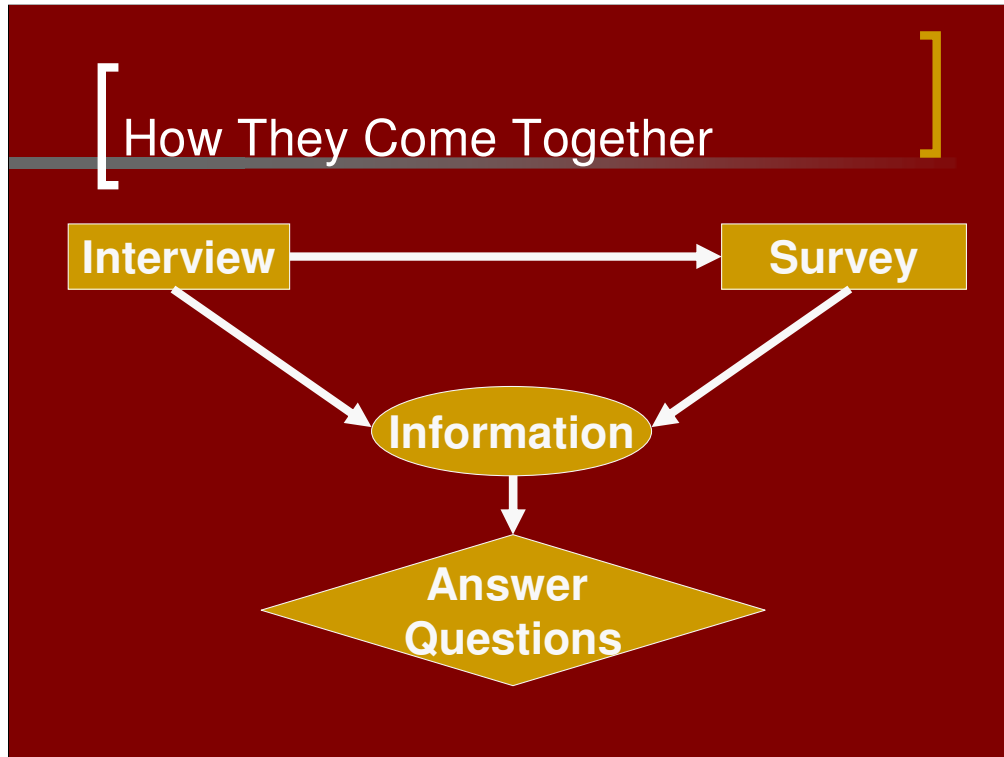 How They Come Together
Interview
Survey
Information
Answer
Questions